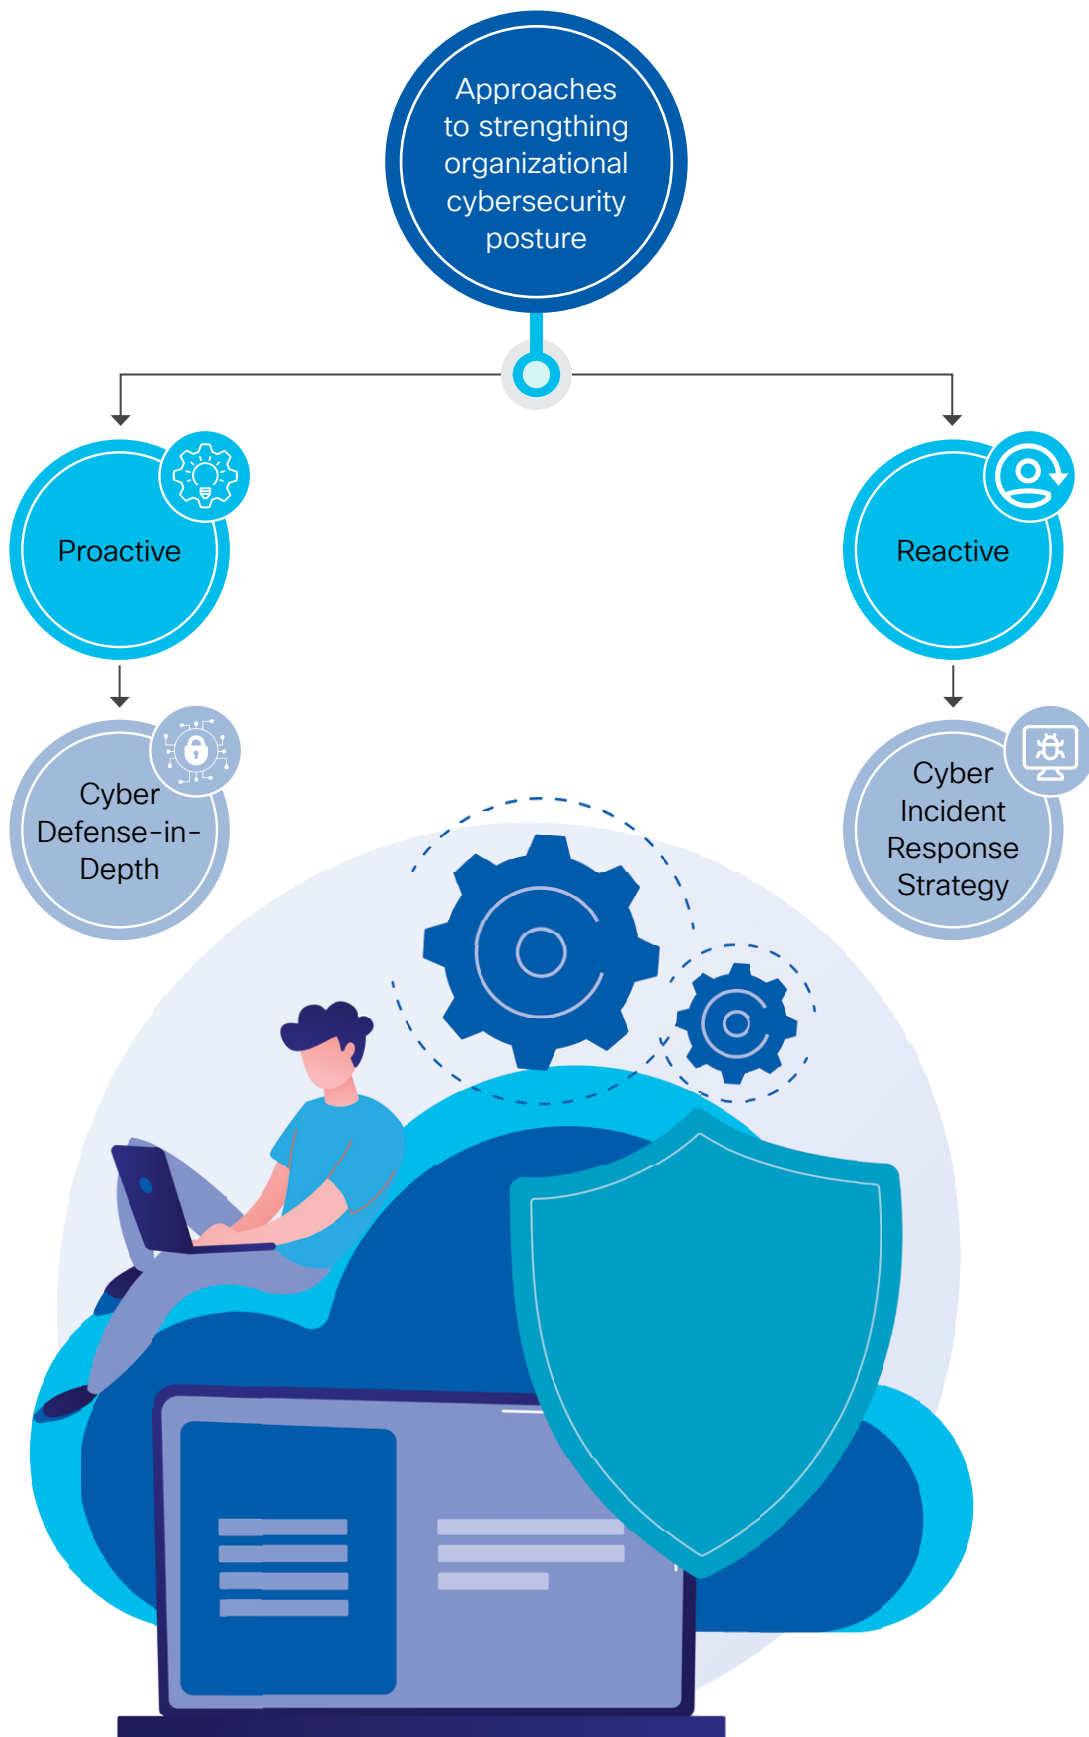 Approaches
to strengthing
organizational
cybersecurity
posture
Proactive
Reactive
Cyber
Defense-in-
Depth
Cyber
Incident
Response
Strategy